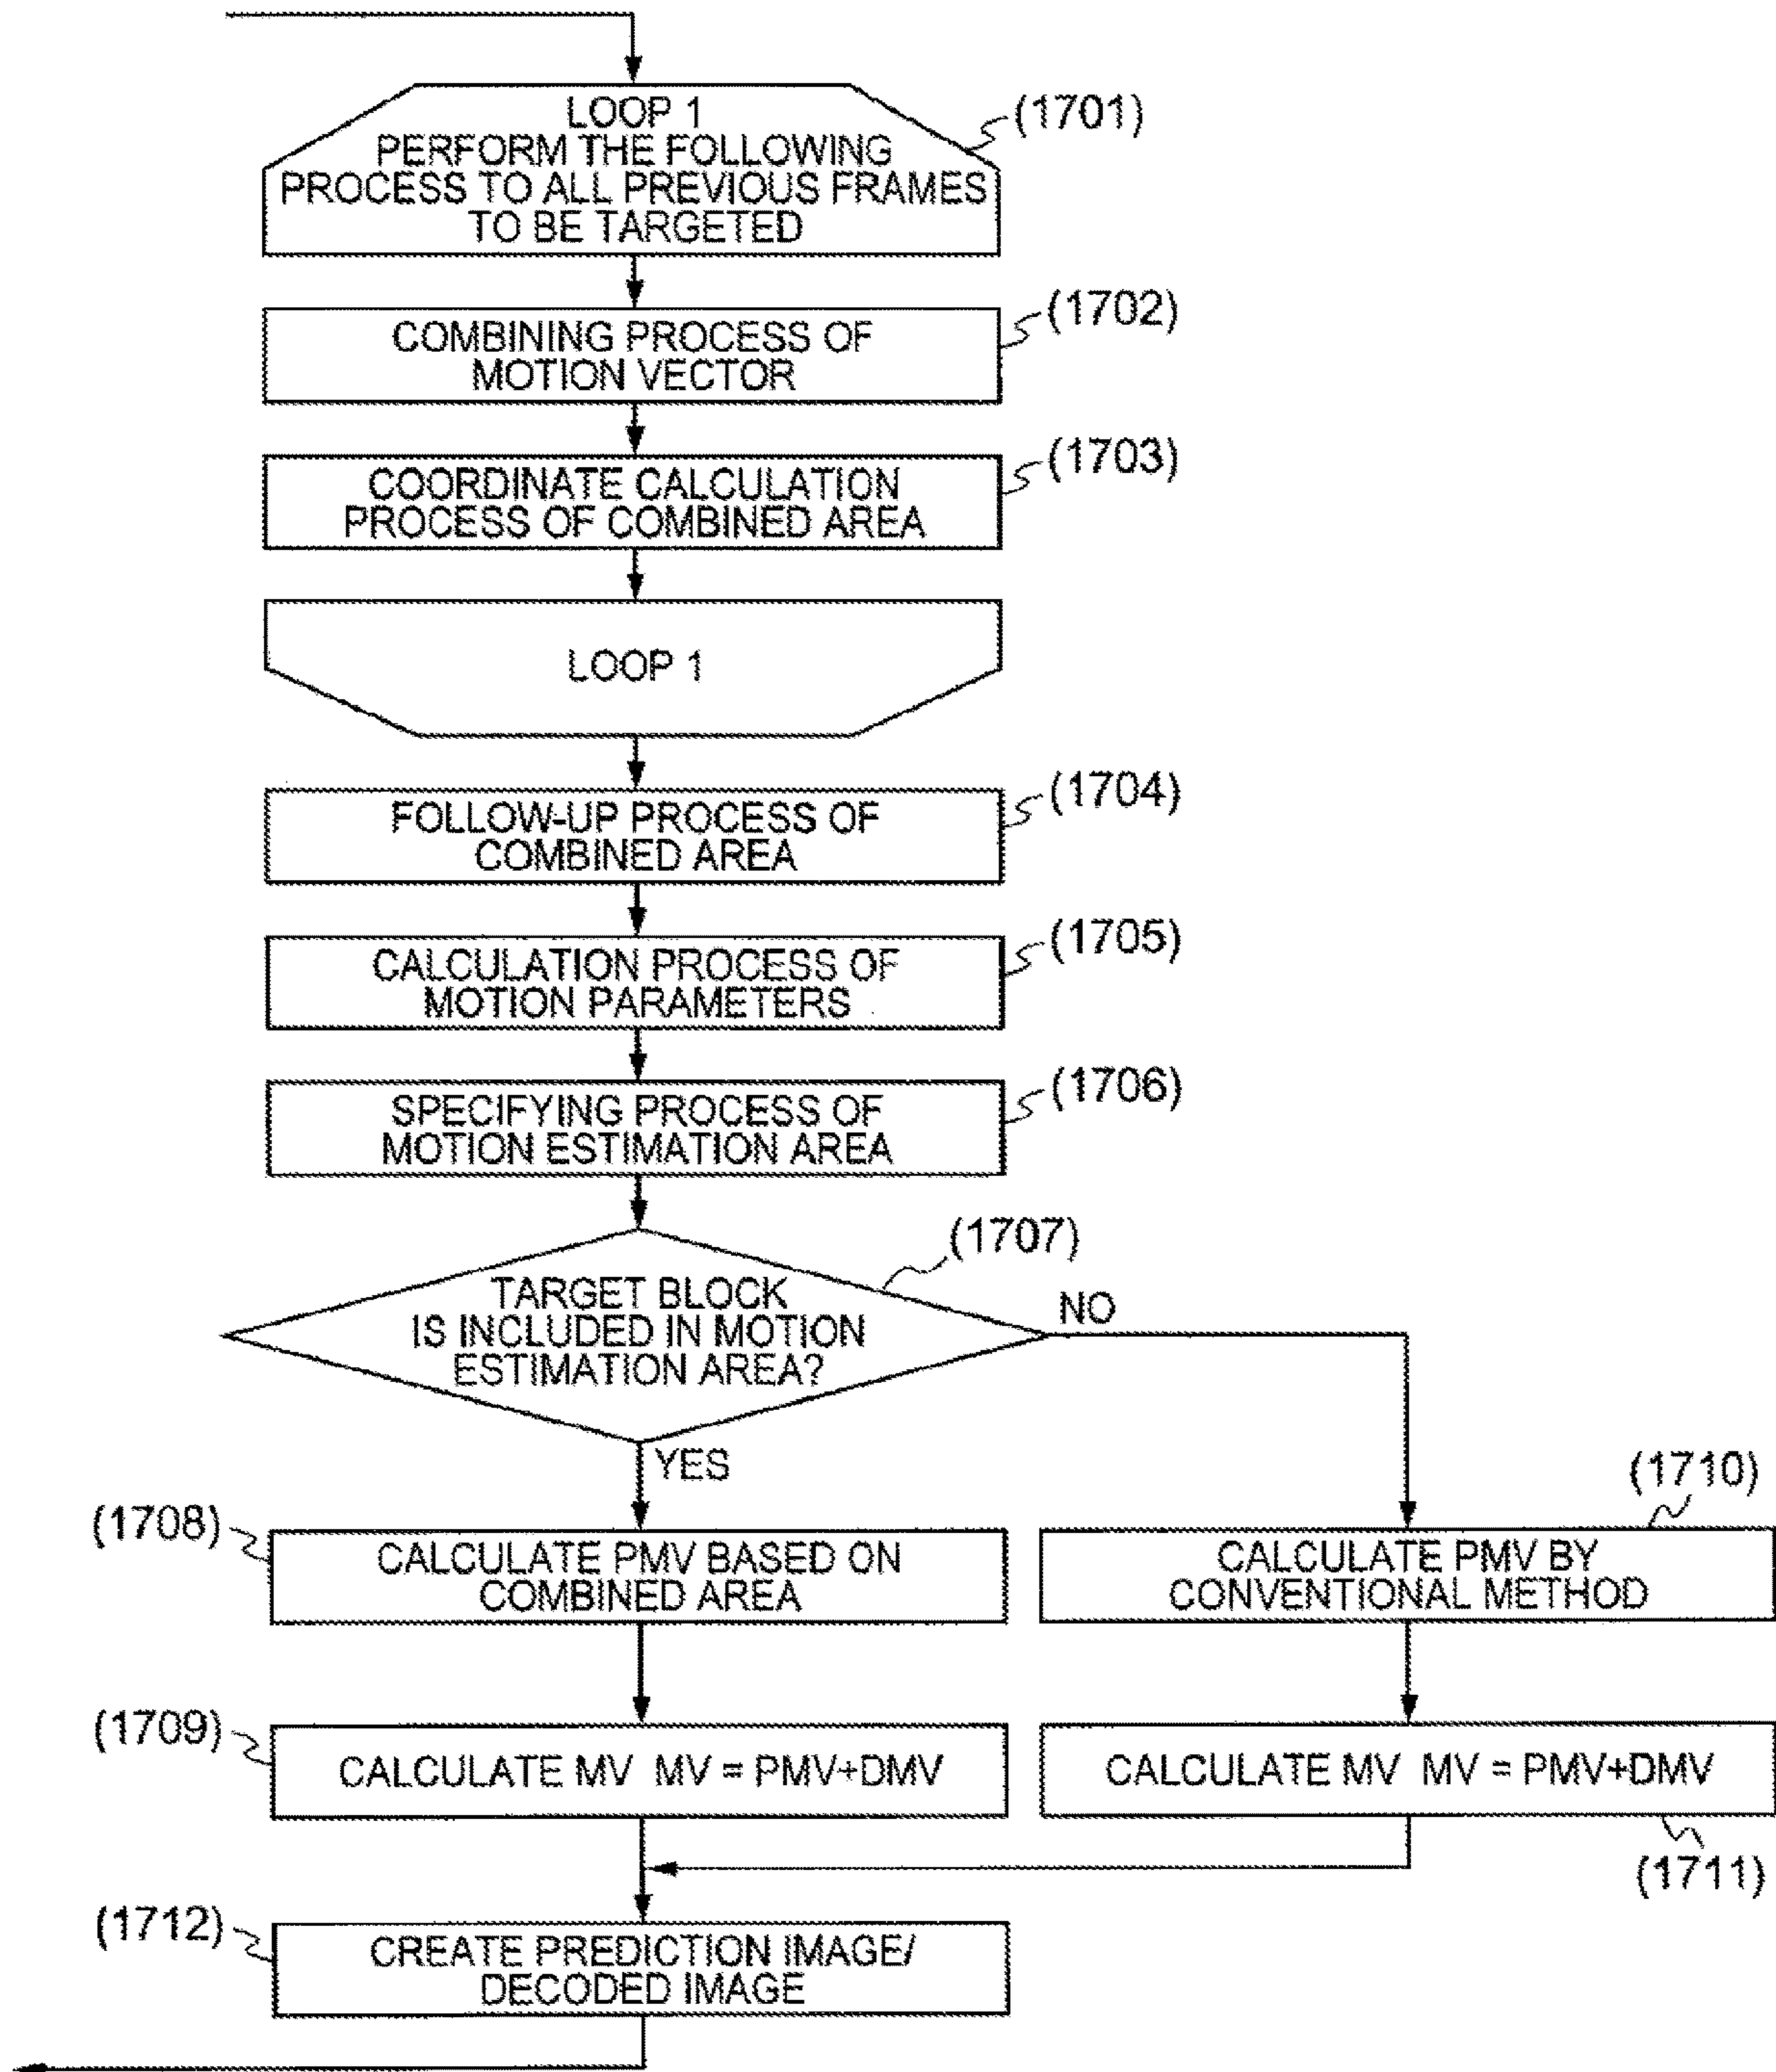 LOOP 1
PERFORM THE FOLLOWING
PROCESS TO ALL PREVIOUS FRAMES
TO BE TARGETED
(1701)
COMBINING PROCESS OF
MOTION VECTOR
(1702)
COORDINATE CALCULATION
PROCESS OF COMBINED AREA
(1703)
LOOP 1
FOLLOW-UP PROCESS OF
COMBINED AREA
(1704)
CALCULATION PROCESS OF
MOTION PARAMETERS
(1705)
SPECIFYING PROCESS OF
MOTION ESTIMATION AREA
(1706)
TARGET BLOCK
IS INCLUDED IN MOTION
ESTIMATION AREA?
(1707)
NO
YES
(1708)
CALCULATE PMV BASED ON
COMBINED AREA
(1710)
CALCULATE PMV BY
CONVENTIONAL METHOD
(1709)
CALCULATE MV MV = PMV+DMV
CALCULATE MV MV = PMV+DMV
(1711)
(1712)
CREATE PREDICTION IMAGE/
DECODED IMAGE